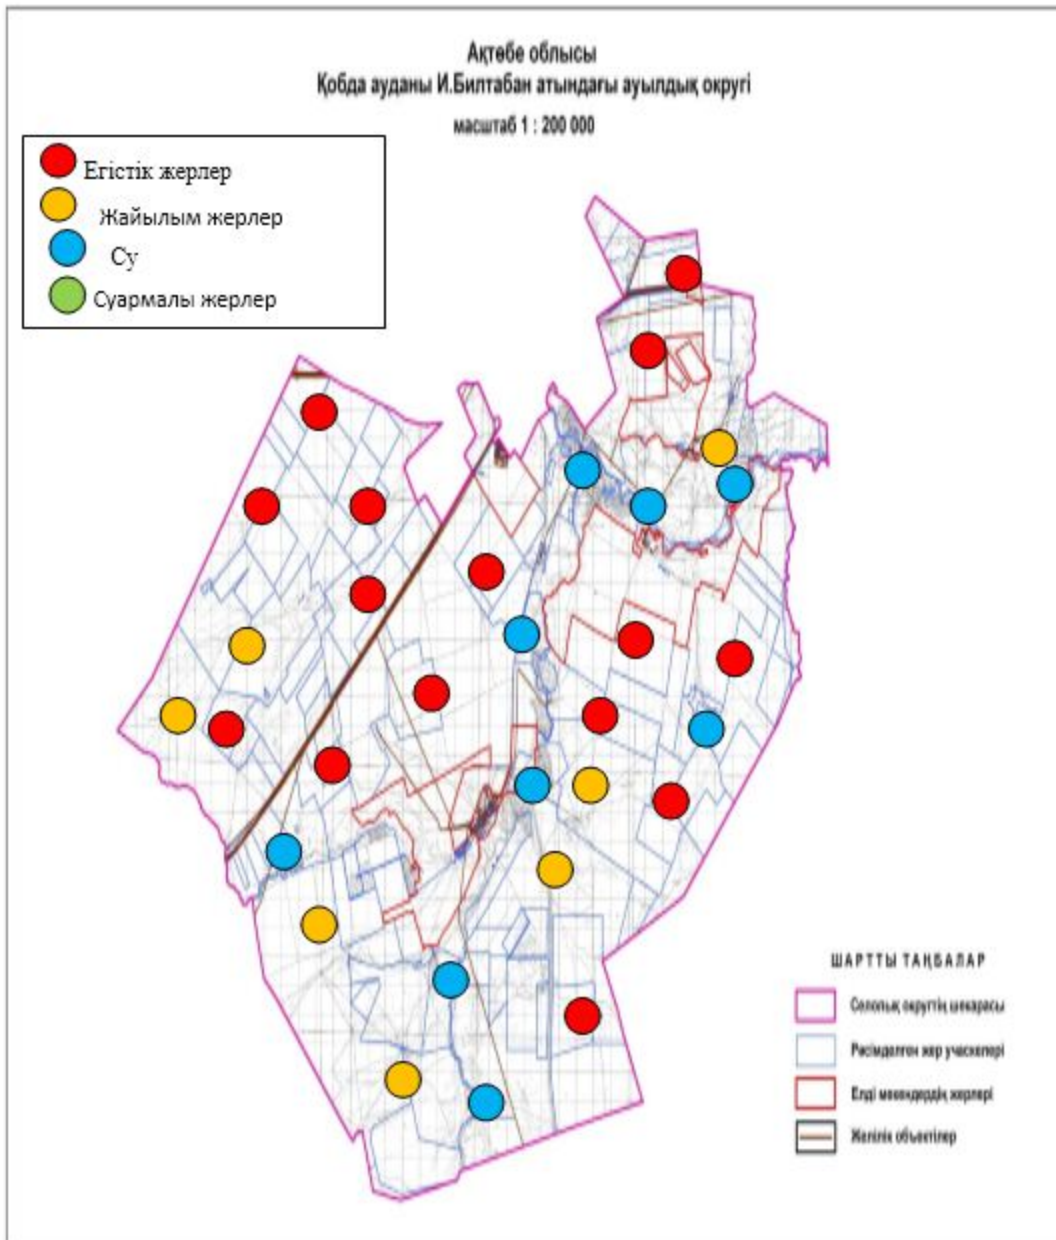 Ақтөбе облысы
Қобда ауданы И.Билтабан атындағы ауылдық округі
масштаб 1 : 200 000
Егістік жерлер
Жайылым жерлер
Су
Суармалы жерлер
ШАРТТЫ ТАҢБАЛАР
Селолық округтің шекарасы
Рәсімделген жер учаскелері
Елді мекендердің жерлері
Желілік объектілер